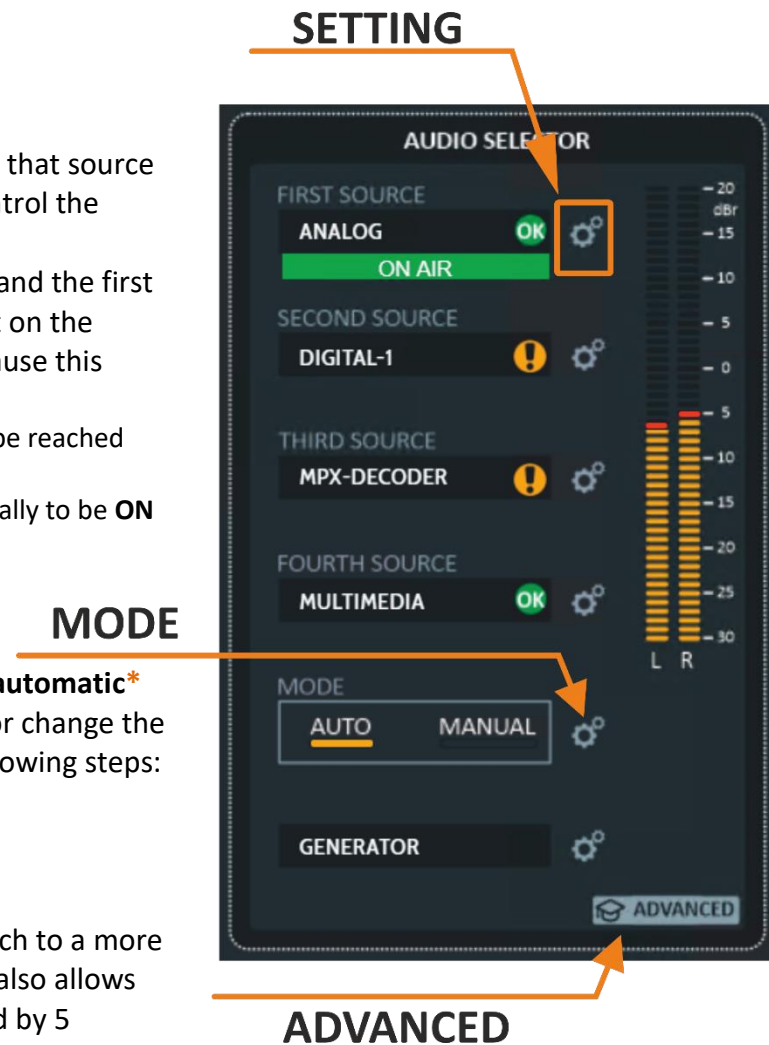 SETTING
that source
trol the
and the first
t on the
ause this
be reached
ally to be ON
MODE
automatic*
or change the
lowing steps:
ch to a more
also allows
d by 5
AUDIO SELECTOR
FIRST SOURCE
ANALOG OK
ON AIR
SECOND SOURCE
DIGITAL-1 !
THIRD SOURCE
MPX-DECODER !
FOURTH SOURCE
MULTIMEDIA OK
MODE
AUTO MANUAL
GENERATOR
ADVANCED
20
dBr
15
10
5
0
5
10
15
20
25
30
L R
ADVANCED